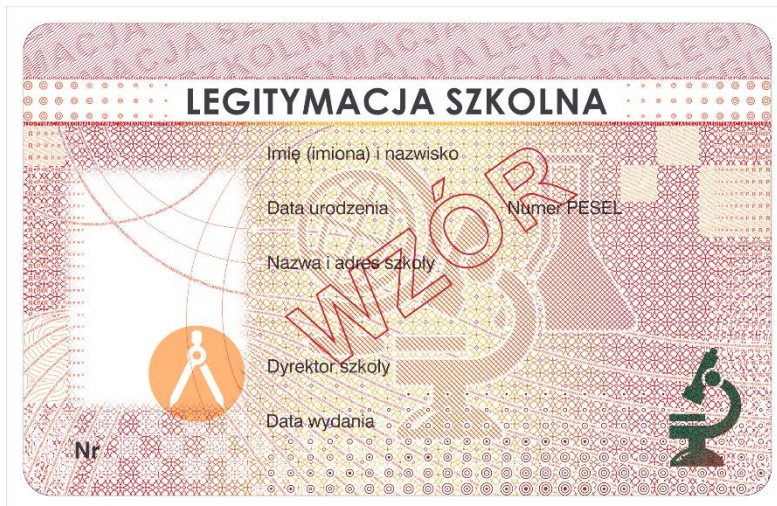 LEGITYMACJA SZKOLNA
Imię (imiona) i nazwisko
Data urodzenia Numer PESEL
Nazwa i adres szkoły
WZÓR
Dyrektor szkoły
Data wydania
Nr